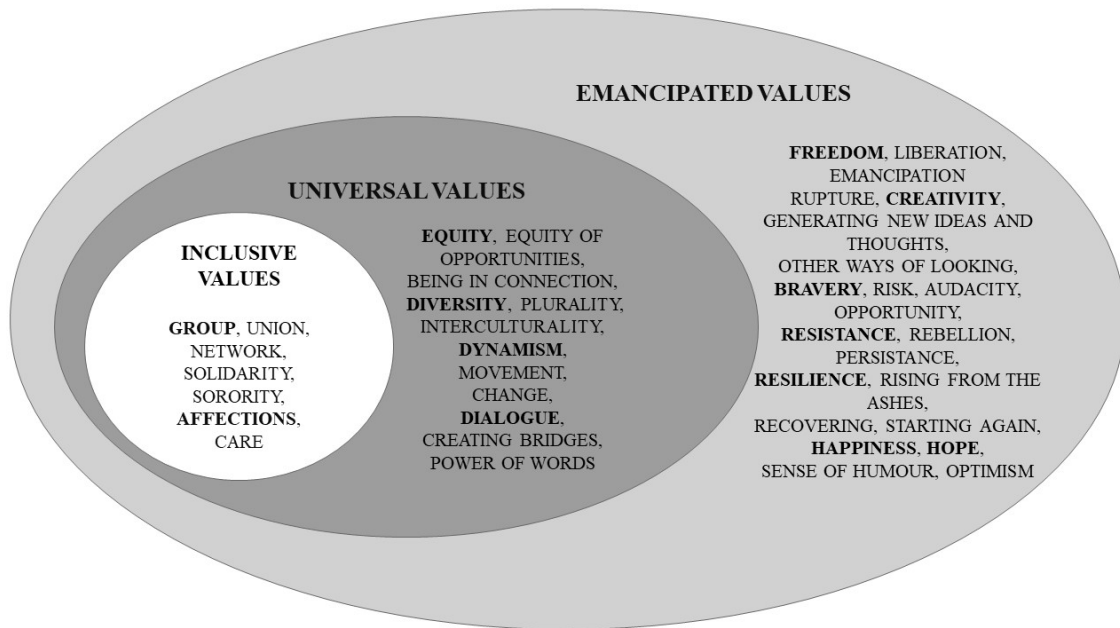 EMANCIPATED VALUES
FREEDOM, LIBERATION,
EMANCIPATION
RUPTURE, CREATIVITY,
GENERATING NEW IDEAS AND
THOUGHTS,
OTHER WAYS OF LOOKING,
BRAVERY, RISK, AUDACITY,
OPPORTUNITY,
RESISTANCE, REBELLION,
PERSISTANCE,
RESILIENCE, RISING FROM THE
ASHES,
RECOVERING, STARTING AGAIN,
HAPPINESS, HOPE,
SENSE OF HUMOUR, OPTIMISM
UNIVERSAL VALUES
EQUITY, EQUITY OF
OPPORTUNITIES,
BEING IN CONNECTION,
DIVERSITY, PLURALITY,
INTERCULTURALITY,
DYNAMISM,
MOVEMENT,
CHANGE,
DIALOGUE,
CREATING BRIDGES,
POWER OF WORDS
INCLUSIVE
VALUES
GROUP, UNION,
NETWORK,
SOLIDARITY,
SORORITY,
AFFECTIONS,
CARE